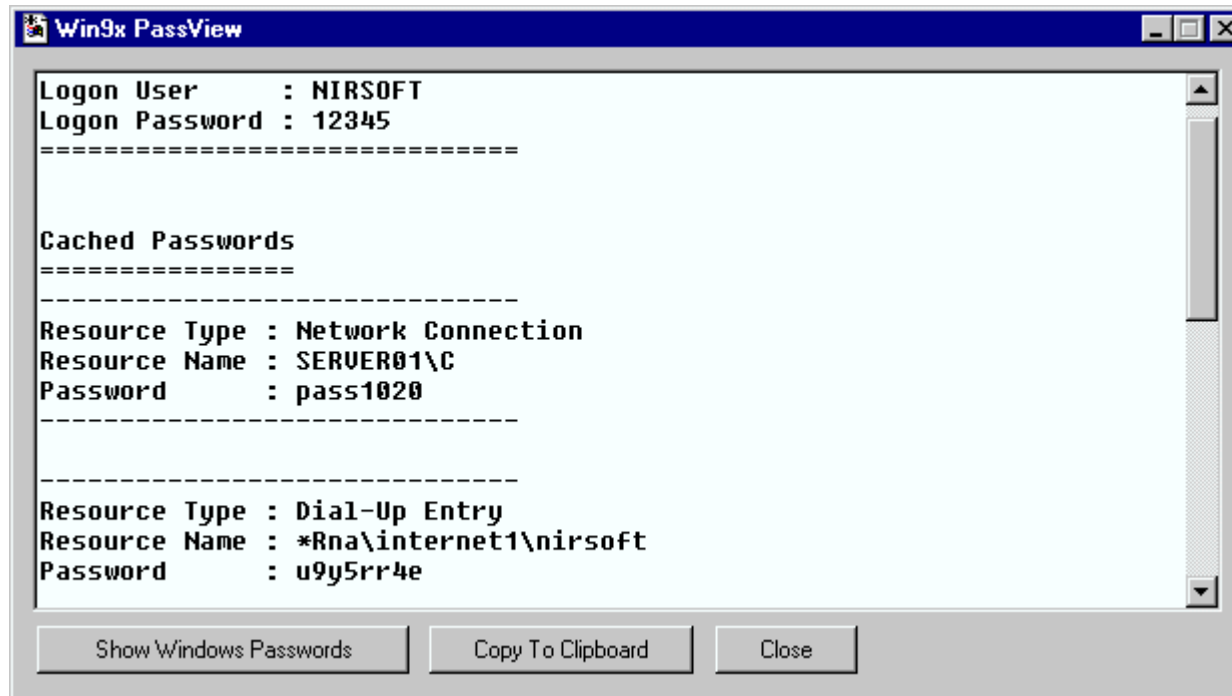 Win9x PassView
Logon User     : NIRSOFT
Logon Password : 12345
==============================
Cached Passwords
================
------------------------------
Resource Type : Network Connection
Resource Name : SERVER01\C
Password      : pass1020
------------------------------
------------------------------
Resource Type : Dial-Up Entry
Resource Name : *Rna\internet1\nirsoft
Password      : u9y5rr4e
Show Windows Passwords
Copy To Clipboard
Close